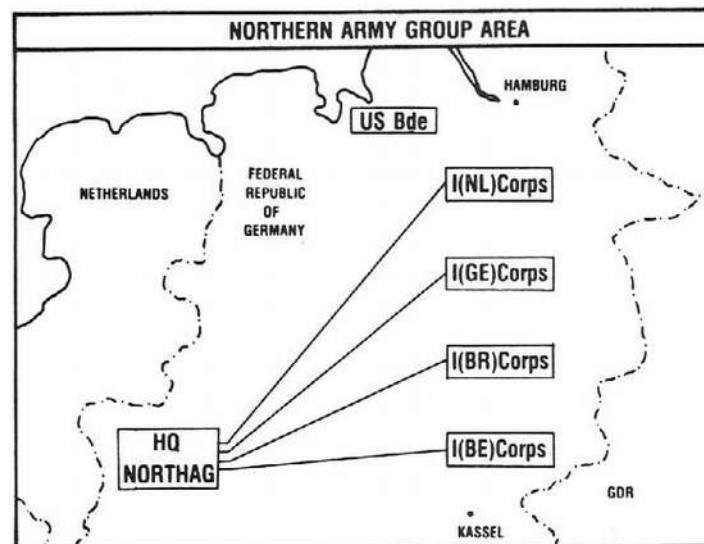 NORTHERN ARMY GROUP AREA
HAMBURG
US Bde
NETHERLANDS
FEDERAL
REPUBLIC
OF
GERMANY
I(NL)Corps
I(GE)Corps
I(BR)Corps
HQ
NORTHAG
I(BE)Corps
GDR
KASSEL